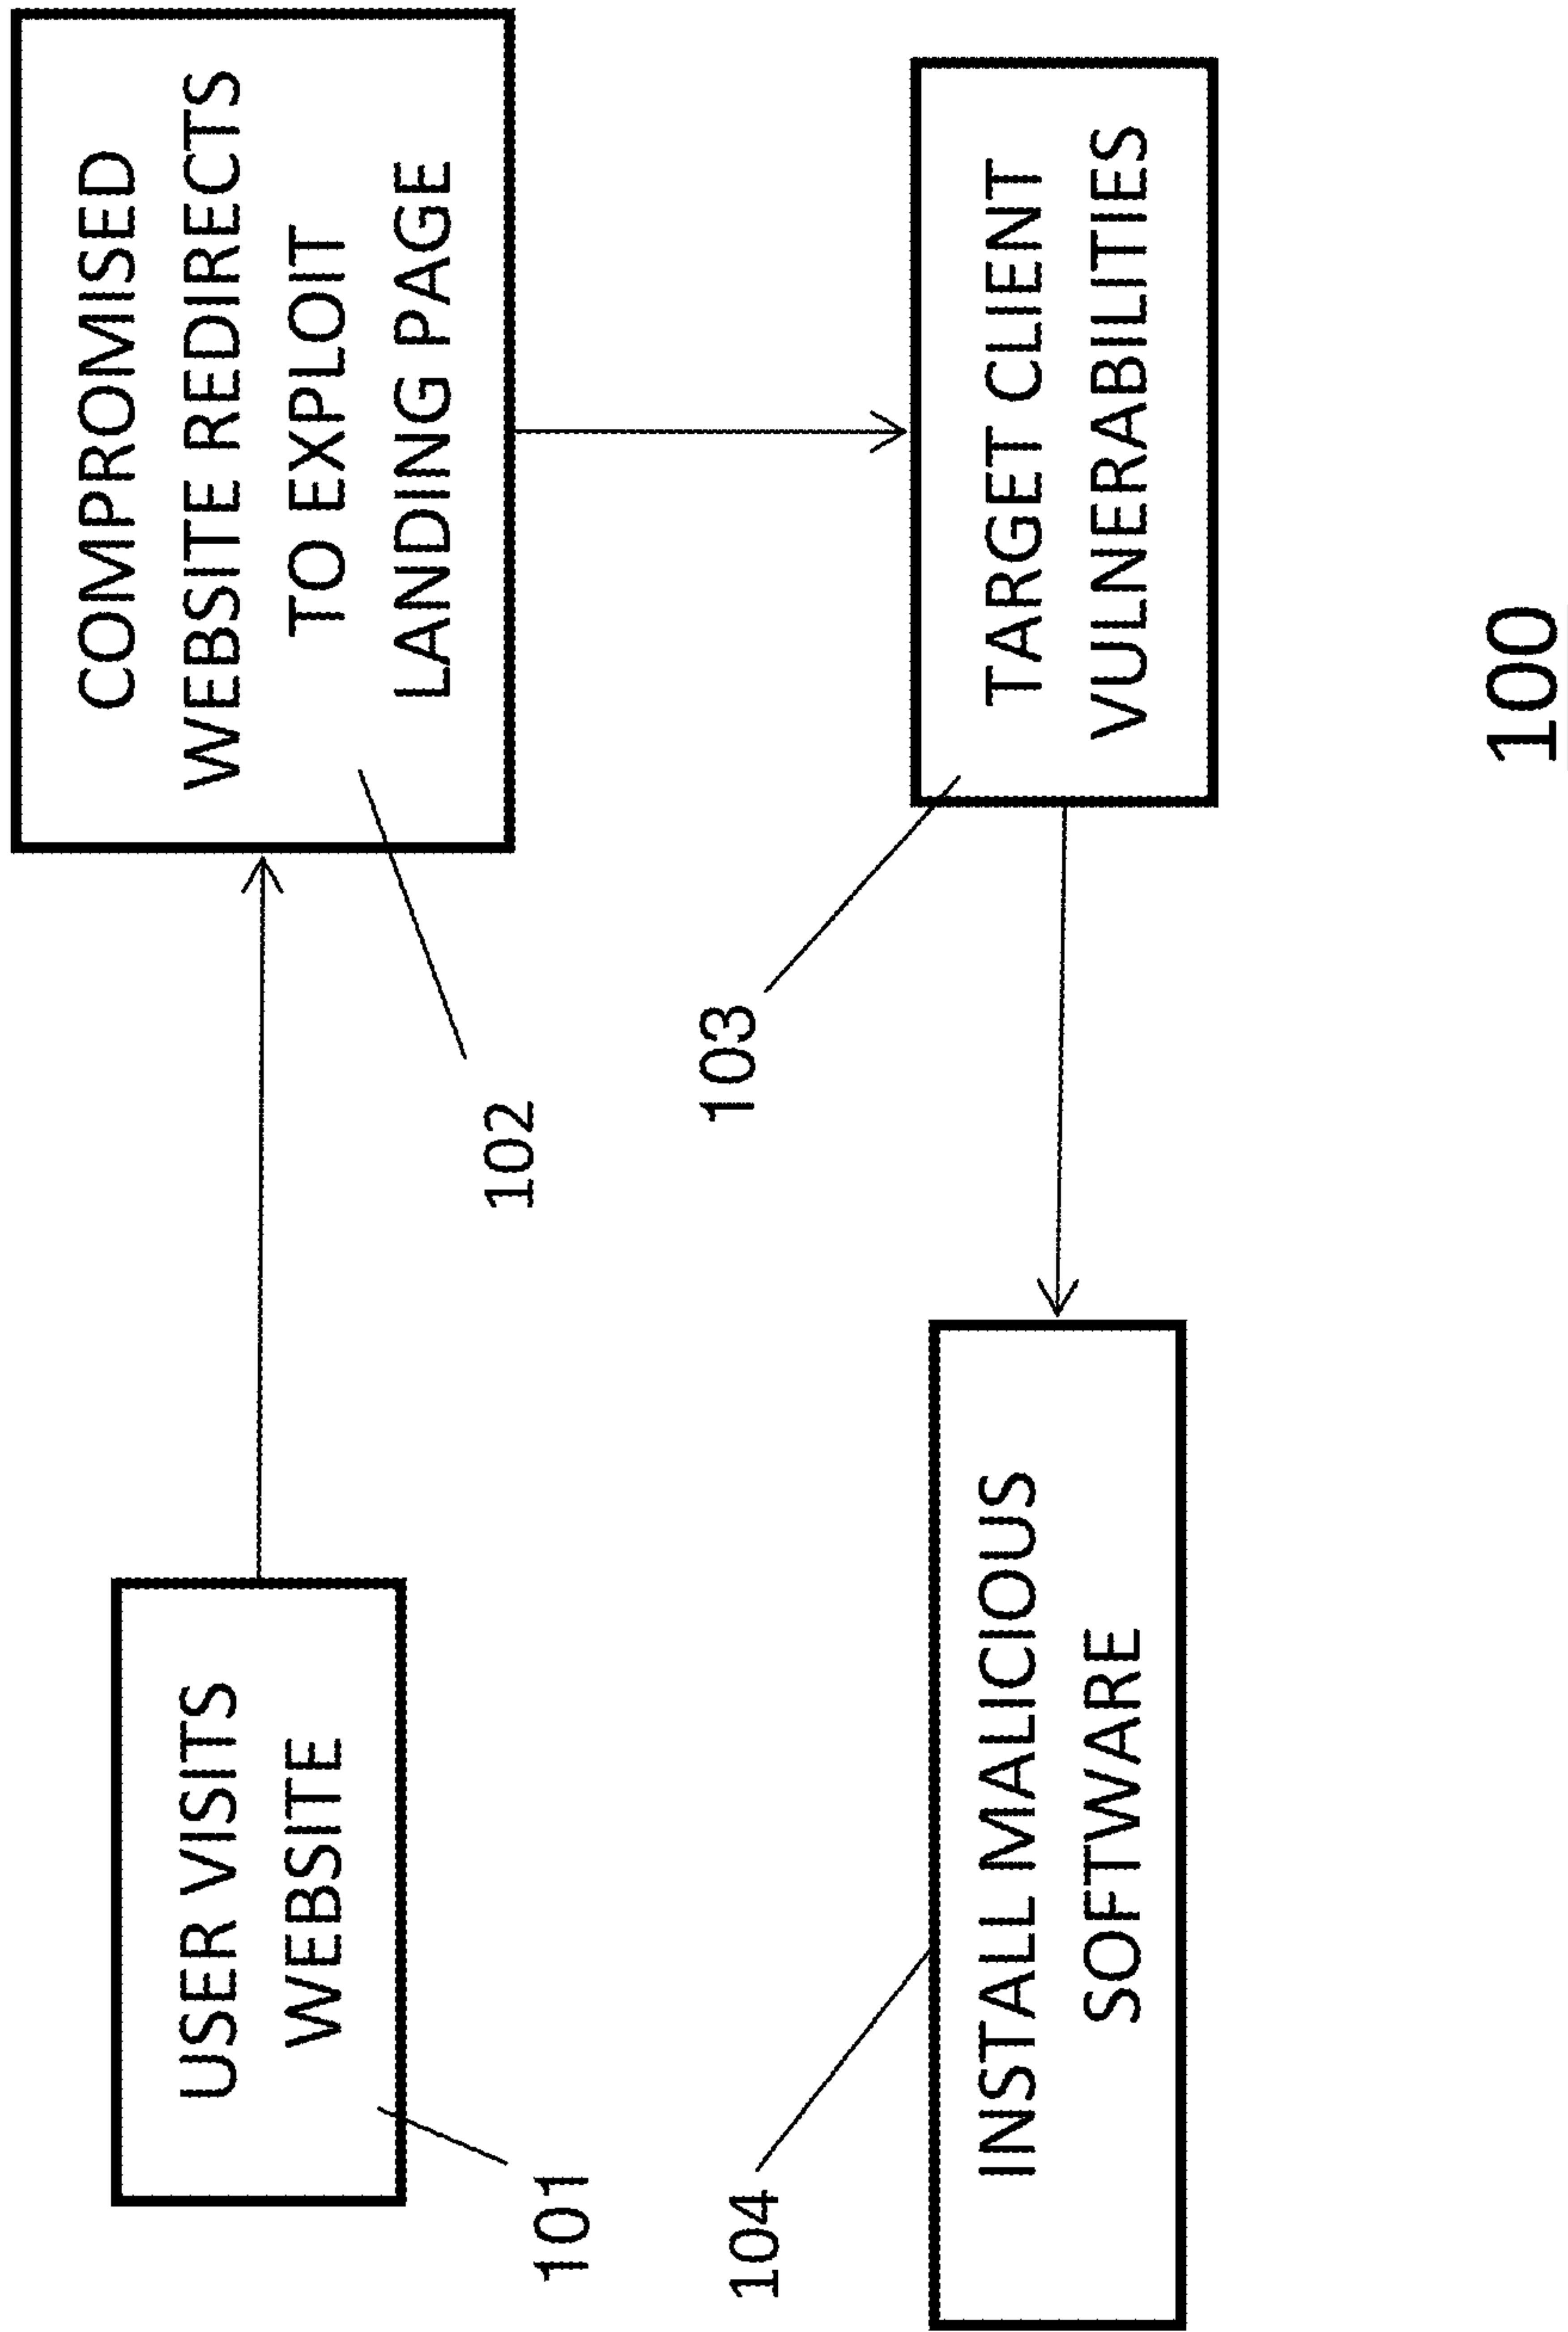 USER VISITS
WEBSITE
101
COMPROMISED
WEBSITE REDIRECTS
TO EXPLOIT
LANDING PAGE
102
103
TARGET CLIENT
VULNERABILITIES
104
INSTALL MALICIOUS
SOFTWARE
100